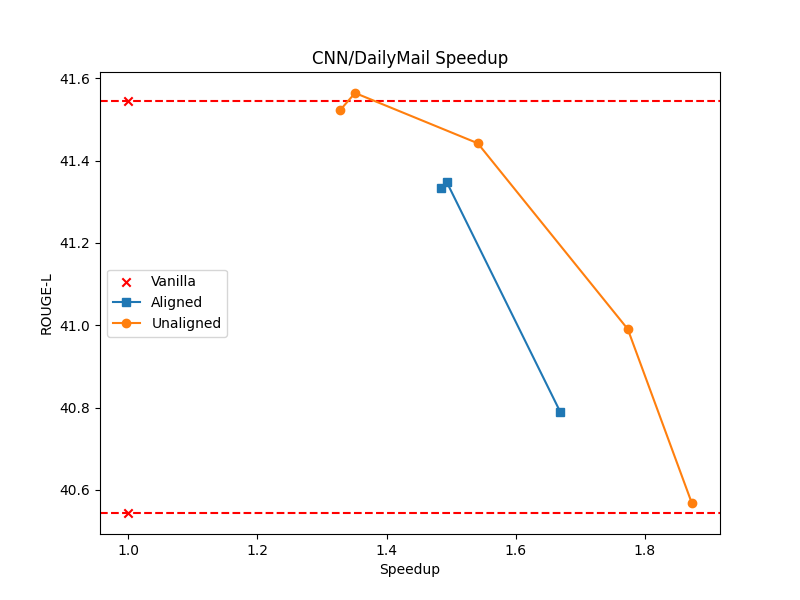 CNN/DailyMail Speedup
41.6
41.4
41.2
41.0
40.8
40.6
ROUGE-L
Vanilla
Aligned
Unaligned
1.0 1.2 1.4 1.6 1.8
Speedup